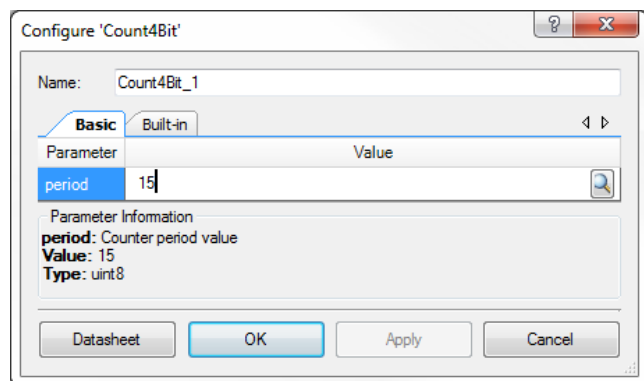 Configure 'Count4Bit'
?
Name: Count4Bit_1
Basic Built-in
Parameter Value
period 15
Parameter Information
period: Counter period value
Value: 15
Type: uint8
Datasheet OK Apply Cancel